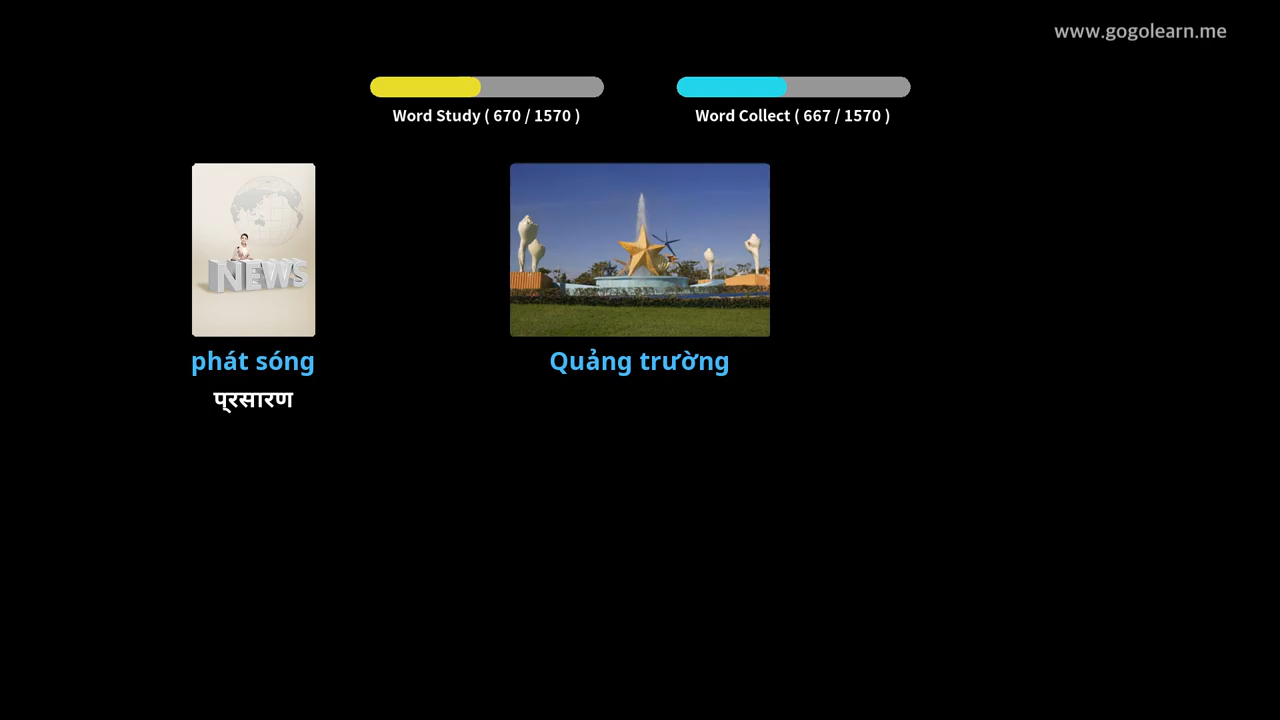 www.gogolearn.me
Word Study ( 670 / 1570 )
Word Collect ( 667 / 1570 )
NEWS
phát sóng
Quảng trường
प्रसारण